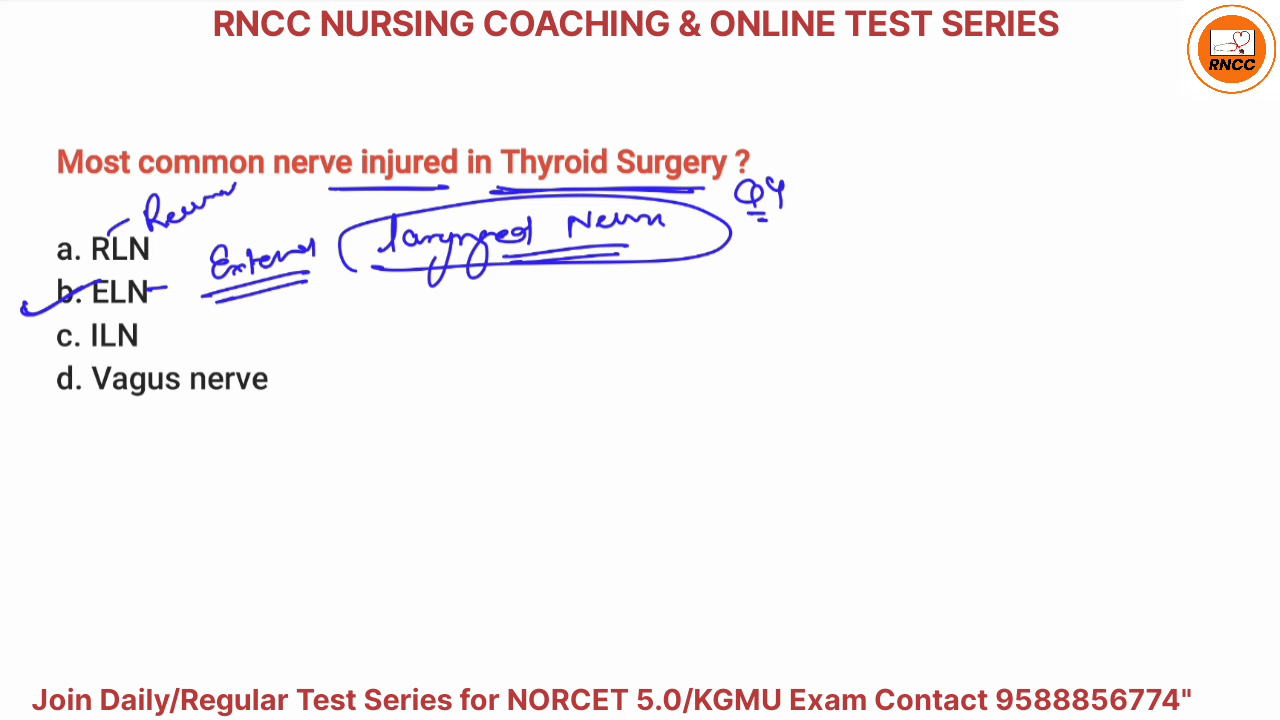 RNCC NURSING COACHING & ONLINE TEST SERIES
RNCC
Most common nerve injured in Thyroid Surgery ?
a. RLN
External laryngeal Nerve
b. ELN
c. ILN
d. Vagus nerve
Join Daily/Regular Test Series for NORCET 5.0/KGMU Exam Contact 9588856774"